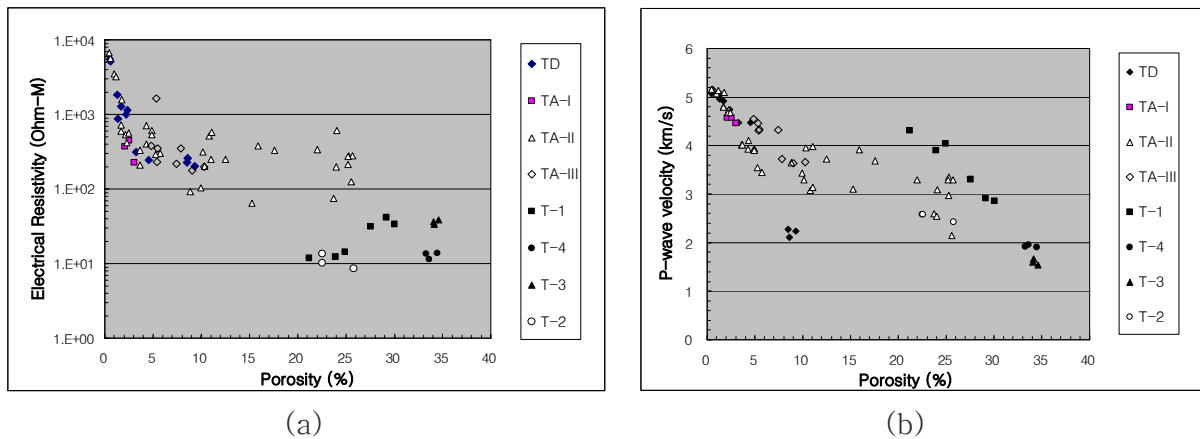 1.E+04
1.E+03
1.E+02
1.E+01
1.E+00
Electrical Resistivity (Ohm-M)
0 5 10 15 20 25 30 35 40
Porosity (%)
TD
TA-I
TA-II
TA-III
T-1
T-4
T-3
T-2
(a)
6
5
4
3
2
1
0
P-wave velocity (km/s)
0 5 10 15 20 25 30 35 40
Porosity (%)
TD
TA-I
TA-II
TA-III
T-1
T-4
T-3
T-2
(b)